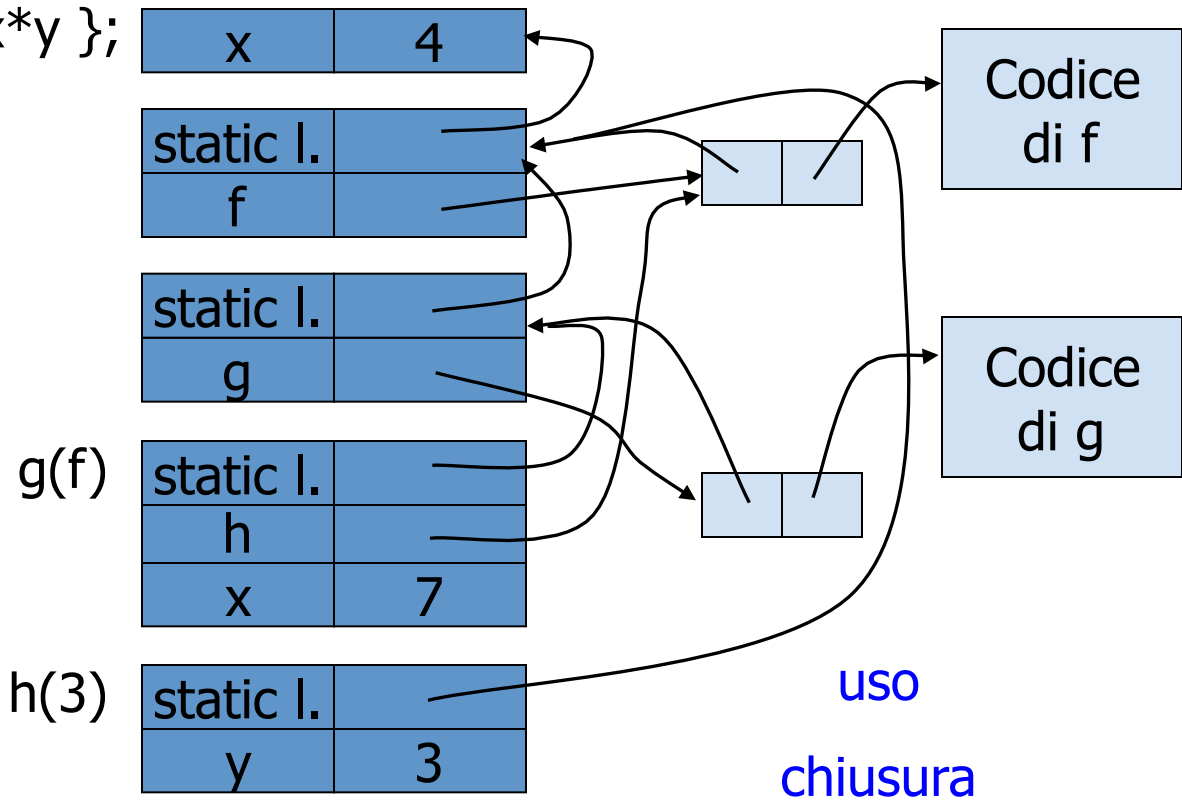 x*y };
x 4
static l.
f
static l.
g
g(f)
static l.
h
x 7
h(3)
static l.
y 3
Codice
di f
Codice
di g
uso
chiusura